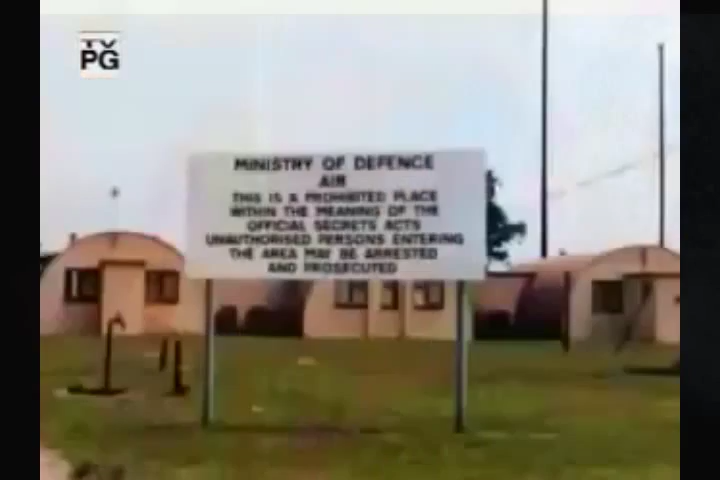 TV
PG
MINISTRY OF DEFENCE
AIR
THIS IS A PROHIBITED PLACE
WITHIN THE MEANING OF THE
OFFICIAL SECRETS ACTS
UNAUTHORISED PERSONS ENTERING
THE AREA MAY BE ARRESTED
AND PROSECUTED